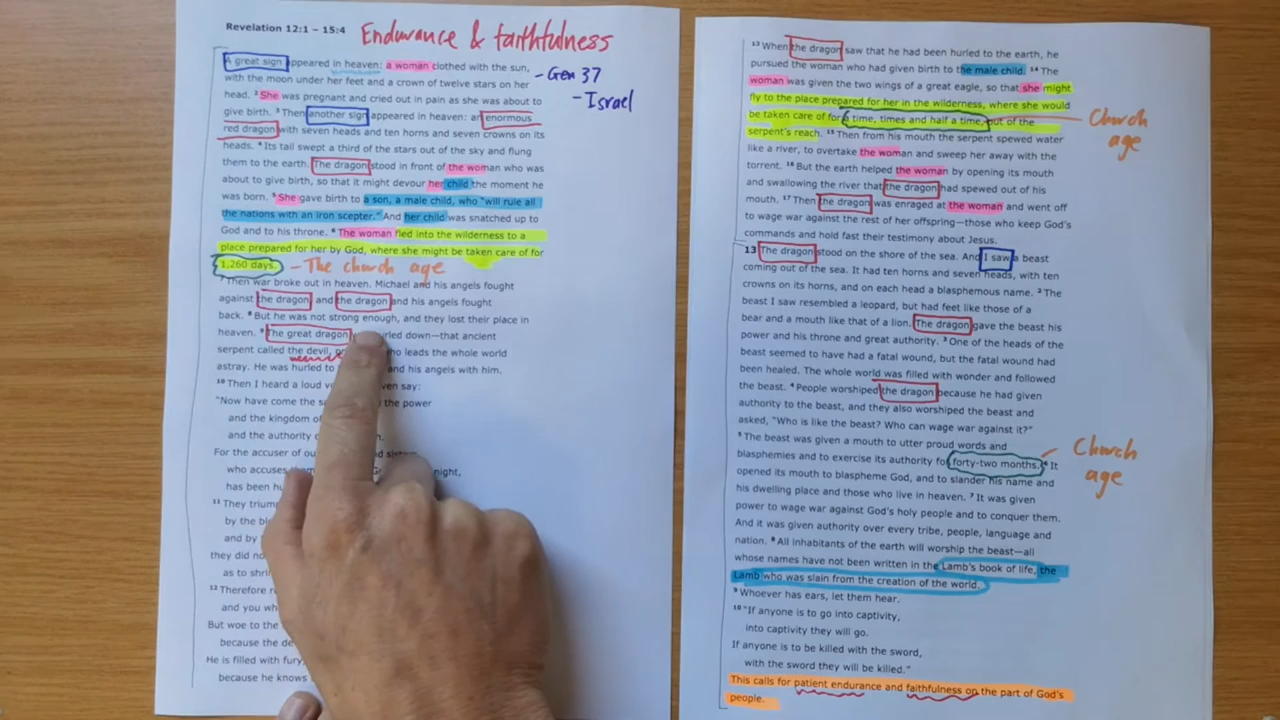 Revelation 12:1 – 15:4
Endurance & faithfulness
A great sign appeared in heaven: a woman clothed with the sun,
with the moon under her feet and a crown of twelve stars on her
head. 2 She was pregnant and cried out in pain as she was about to
give birth. 3 Then another sign appeared in heaven: an enormous
red dragon with seven heads and ten horns and seven crowns on its
heads. 4 Its tail swept a third of the stars out of the sky and flung
them to the earth. The dragon stood in front of the woman who was
about to give birth, so that it might devour her child the moment he
was born. 5 She gave birth to a son, a male child, who "will rule all
the nations with an iron scepter." And her child was snatched up to
God and to his throne. 6 The woman fled into the wilderness to a
place prepared for her by God, where she might be taken care of for
1,260 days.
– The church age
– Gen 37
– Israel
7 Then war broke out in heaven. Michael and his angels fought
against the dragon, and the dragon and his angels fought
back. 8 But he was not strong enough, and they lost their place in
heaven. 9 The great dragon hurled down—that ancient
serpent called the devil, who leads the whole world
astray. He was hurled to and his angels with him.
10 Then I heard a loud say:
"Now have come the the power
and the kingdom of
and the authority
For the accuser of
who accuses night,
has been
11 They
by the
and by
they did
as to
12 Therefore
and you
But woe to the
because the
He is filled with fury,
because he knows
13 When the dragon saw that he had been hurled to the earth, he
pursued the woman who had given birth to the male child. 14 The
woman was given the two wings of a great eagle, so that she might
fly to the place prepared for her in the wilderness, where she would
be taken care of for a time, times and half a time, out of the
serpent's reach. 15 Then from his mouth the serpent spewed water
like a river, to overtake the woman and sweep her away with the
torrent. 16 But the earth helped the woman by opening its mouth
and swallowing the river that the dragon had spewed out of his
mouth. 17 Then the dragon was enraged at the woman and went off
to wage war against the rest of her offspring—those who keep God's
commands and hold fast their testimony about Jesus.
Church
age
13 The dragon stood on the shore of the sea. And I saw a beast
coming out of the sea. It had ten horns and seven heads, with ten
crowns on its horns, and on each head a blasphemous name. 2 The
beast I saw resembled a leopard, but had feet like those of a
bear and a mouth like that of a lion. The dragon gave the beast his
power and his throne and great authority. 3 One of the heads of the
beast seemed to have had a fatal wound, but the fatal wound had
been healed. The whole world was filled with wonder and followed
the beast. 4 People worshiped the dragon because he had given
authority to the beast, and they also worshiped the beast and
asked, "Who is like the beast? Who can wage war against it?"
5 The beast was given a mouth to utter proud words and
blasphemies and to exercise its authority for forty-two months. 6 It
opened its mouth to blaspheme God, and to slander his name and
his dwelling place and those who live in heaven. 7 It was given
power to wage war against God's holy people and to conquer them.
And it was given authority over every tribe, people, language and
nation. 8 All inhabitants of the earth will worship the beast—all
whose names have not been written in the Lamb's book of life, the
Lamb who was slain from the creation of the world.
Church
age
9 Whoever has ears, let them hear.
10 "If anyone is to go into captivity,
into captivity they will go.
If anyone is to be killed with the sword,
with the sword they will be killed."
This calls for patient endurance and faithfulness on the part of God's
people.